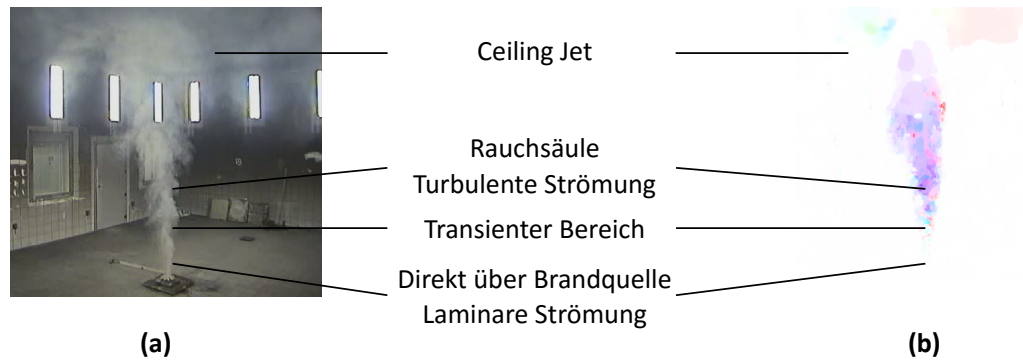 Ceiling Jet
Rauchsäule
Turbulente Strömung
Transienter Bereich
Direkt über Brandquelle
Laminare Strömung
(a)
(b)